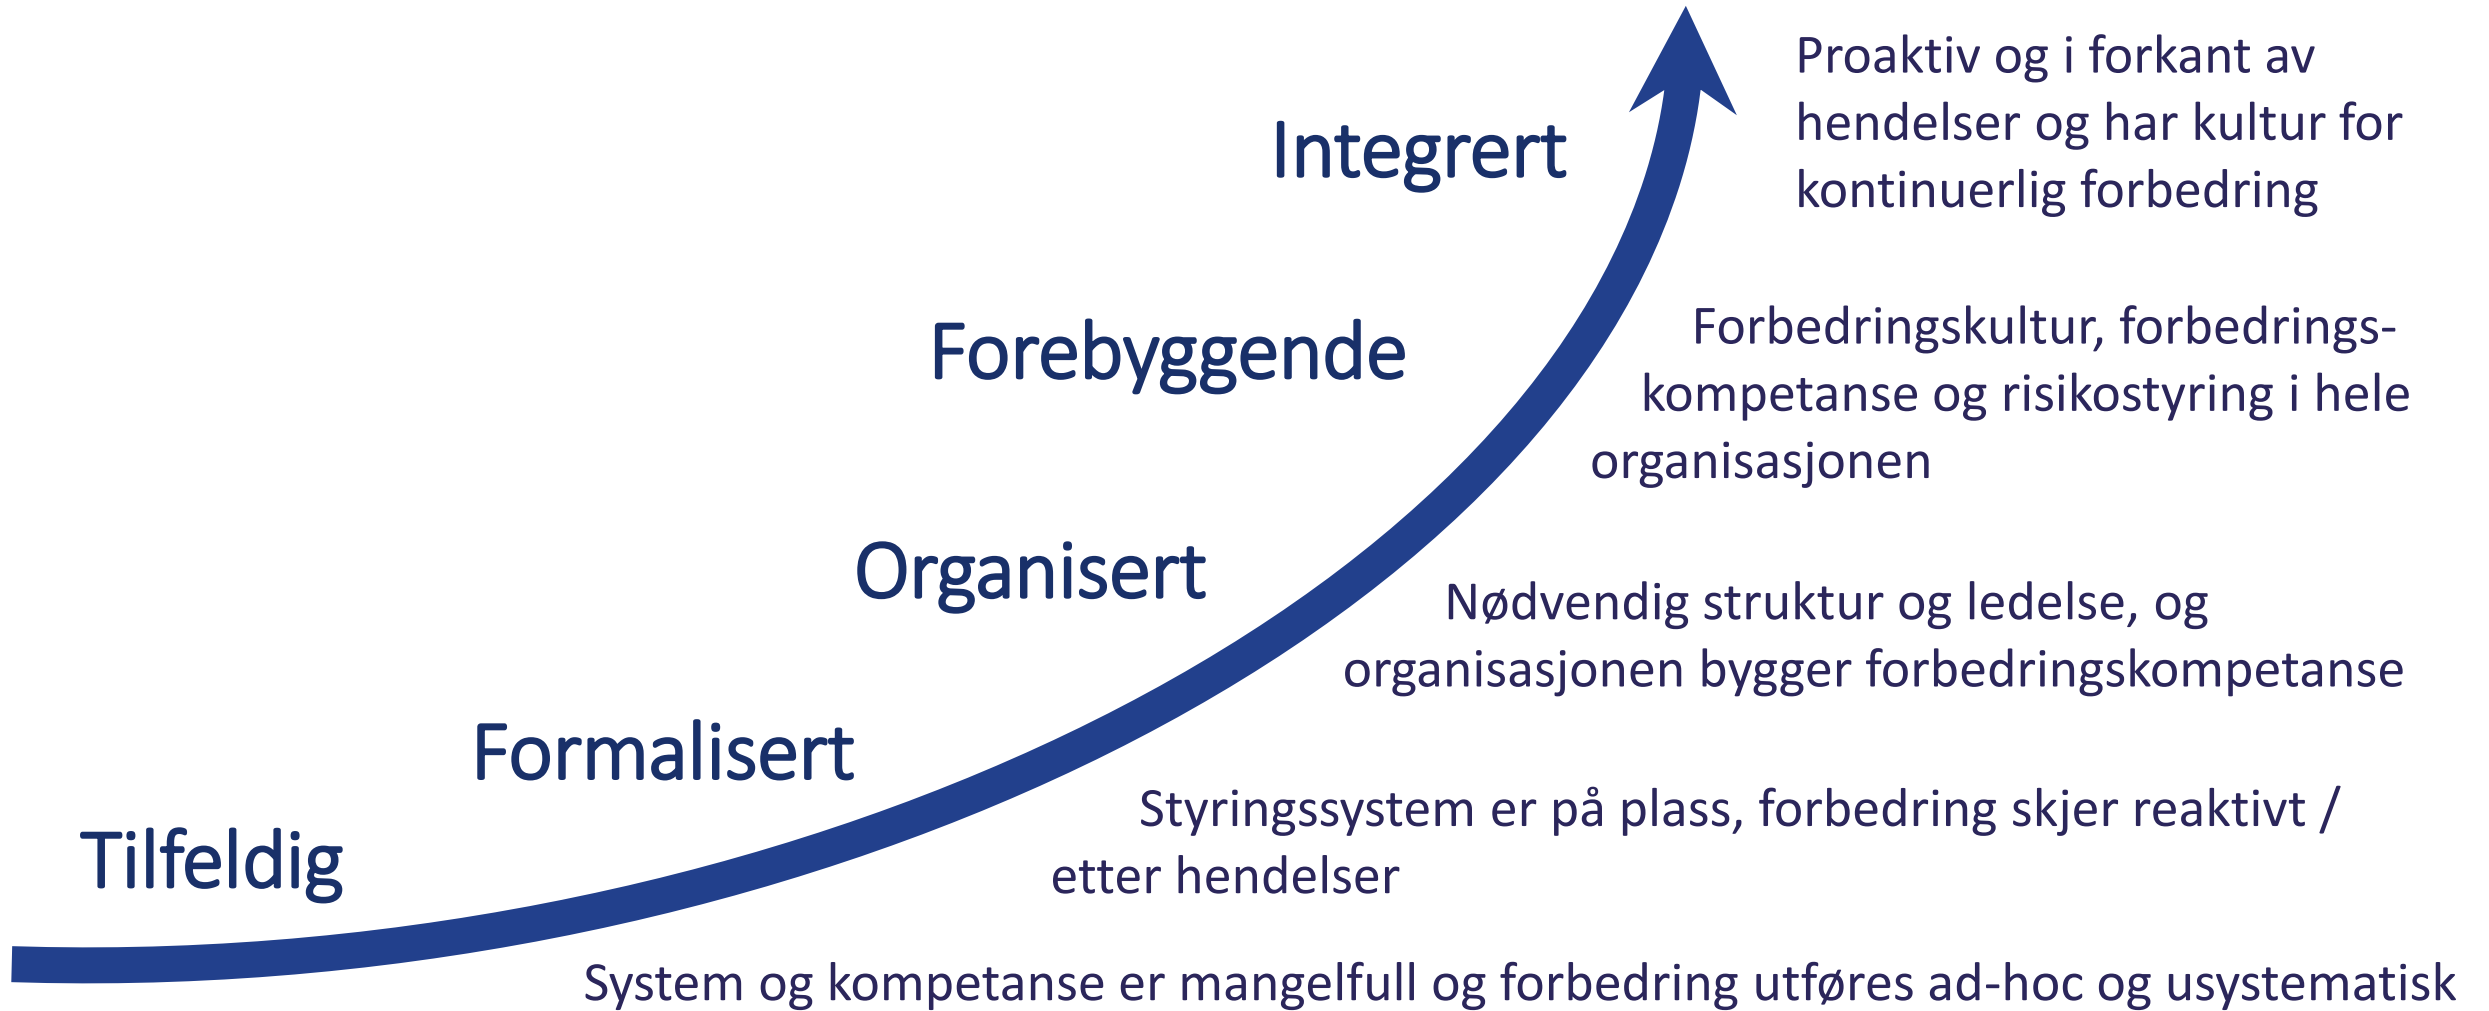 Proaktiv og i forkant av
hendelser og har kultur for
kontinuerlig forbedring
Integrert
Forbedringskultur, forbedrings-
kompetanse og risikostyring i hele
organisasjonen
Forebyggende
Nødvendig struktur og ledelse, og
organisasjonen bygger forbedringskompetanse
Organisert
Styringssystem er på plass, forbedring skjer reaktivt /
etter hendelser
Formalisert
Tilfeldig
System og kompetanse er mangelfull og forbedring utføres ad-hoc og usystematisk